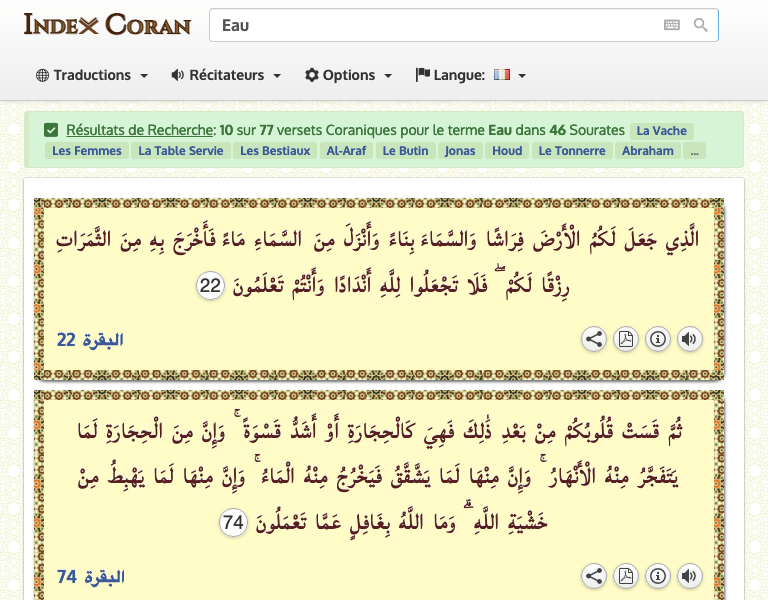 INDEX CORAN
Eau
Traductions
Récitateurs
Options
Langue:
Résultats de Recherche: 10 sur 77 versets Coraniques pour le terme Eau dans 46 Sourates La Vache
Les Femmes La Table Servie Les Bestiaux Al-Araf Le Butin Jonas Houd Le Tonnerre Abraham ...
الَّذِي جَعَلَ لَكُمُ الْأَرْضَ فِرَاشًا وَالسَّمَاءَ بِنَاءً وَأَنْزَلَ مِنَ السَّمَاءِ مَاءً فَأَخْرَجَ بِهِ مِنَ الثَّمَرَاتِ
رِزْقًا لَكُمْ ۖ فَلَا تَجْعَلُوا لِلَّهِ أَنْدَادًا وَأَنْتُمْ تَعْلَمُونَ 22
البقرة 22
ثُمَّ قَسَتْ قُلُوبُكُمْ مِنْ بَعْدِ ذَٰلِكَ فَهِيَ كَالْحِجَارَةِ أَوْ أَشَدُّ قَسْوَةً ۚ وَإِنَّ مِنَ الْحِجَارَةِ لَمَا
يَتَفَجَّرُ مِنْهُ الْأَنْهَارُ ۚ وَإِنَّ مِنْهَا لَمَا يَشَّقَّقُ فَيَخْرُجُ مِنْهُ الْمَاءُ ۚ وَإِنَّ مِنْهَا لَمَا يَهْبِطُ مِنْ
خَشْيَةِ اللَّهِ ۗ وَمَا اللَّهُ بِغَافِلٍ عَمَّا تَعْمَلُونَ 74
البقرة 74